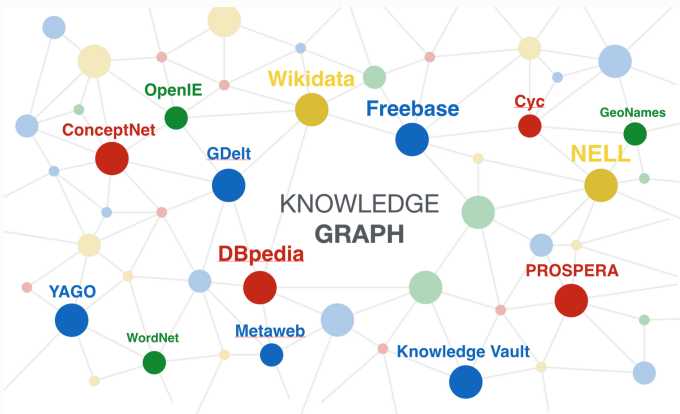 Wikidata
OpenIE
Freebase
Cyc
GeoNames
ConceptNet
GDelt
NELL
KNOWLEDGE
GRAPH
DBpedia
PROSPERA
YAGO
WordNet
Metaweb
Knowledge Vault